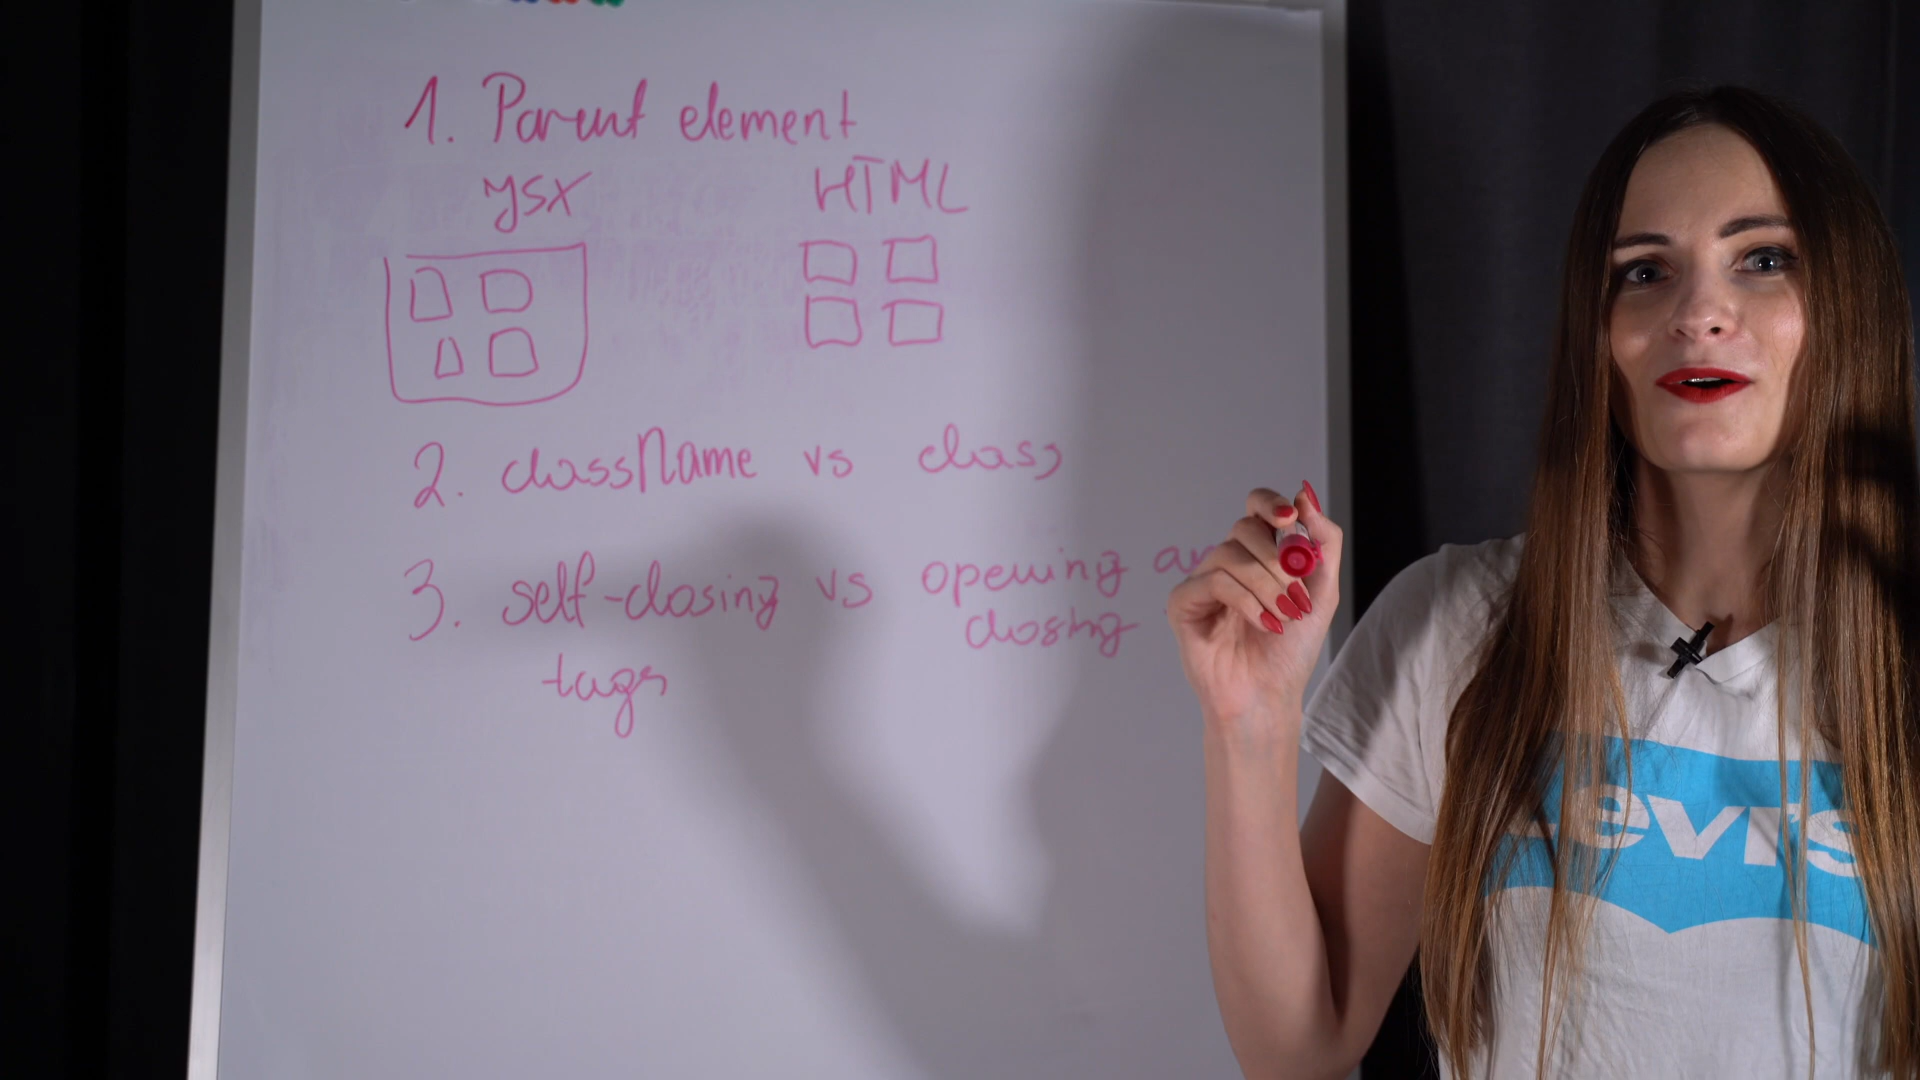 1. Parent element
JSX HTML
2. className vs class
3. self-closing vs opening
closing
tags
Levi's